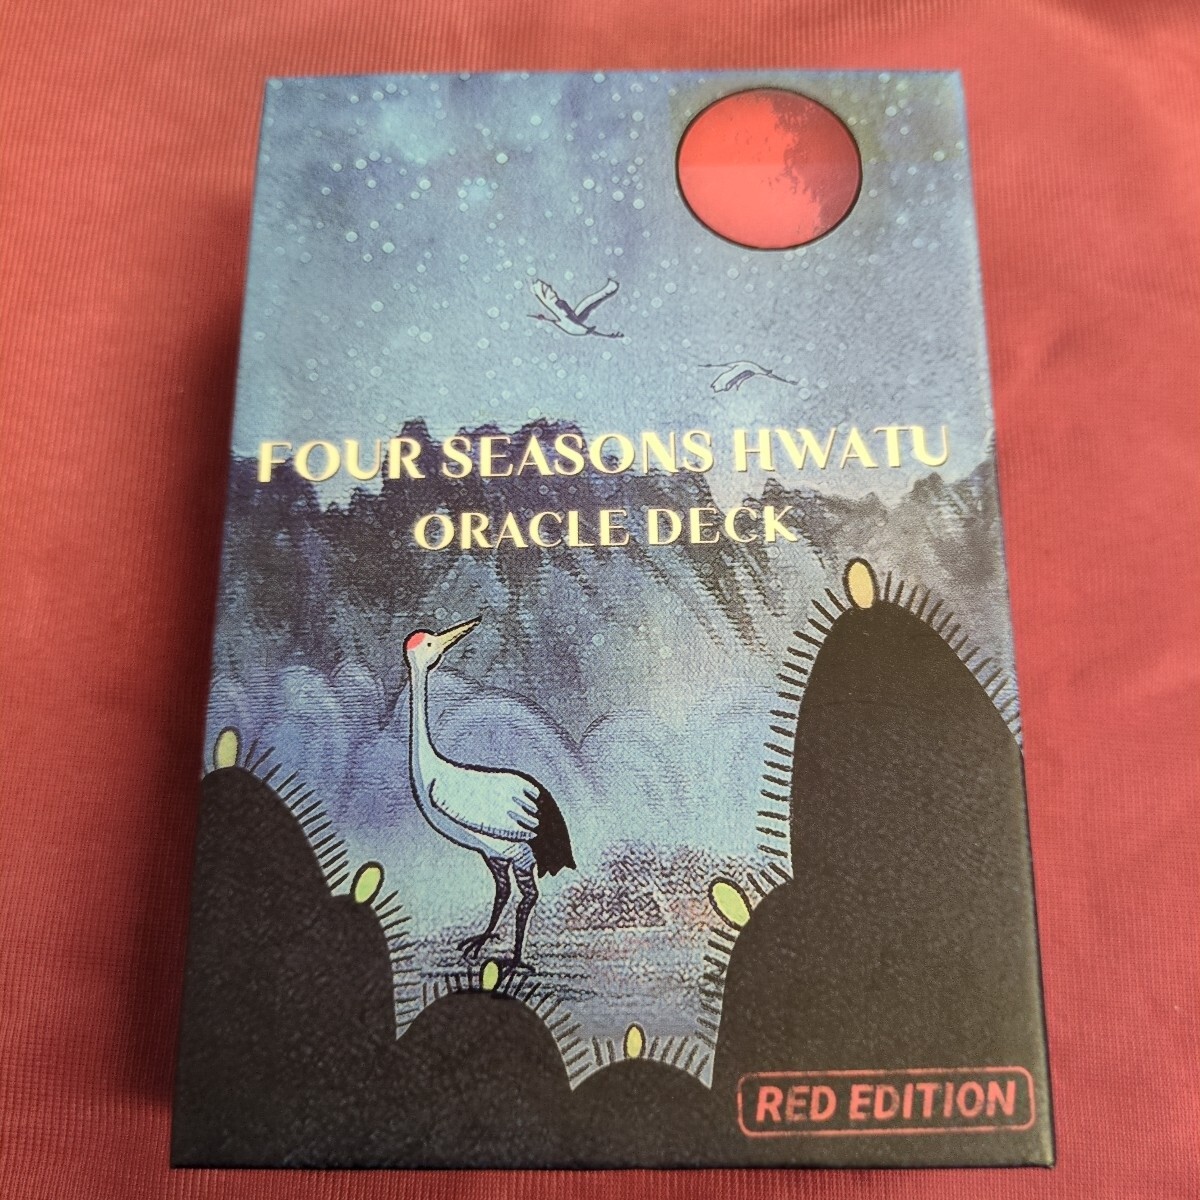 FOUR SEASONS HWATU
ORACLE DECK
RED EDITION